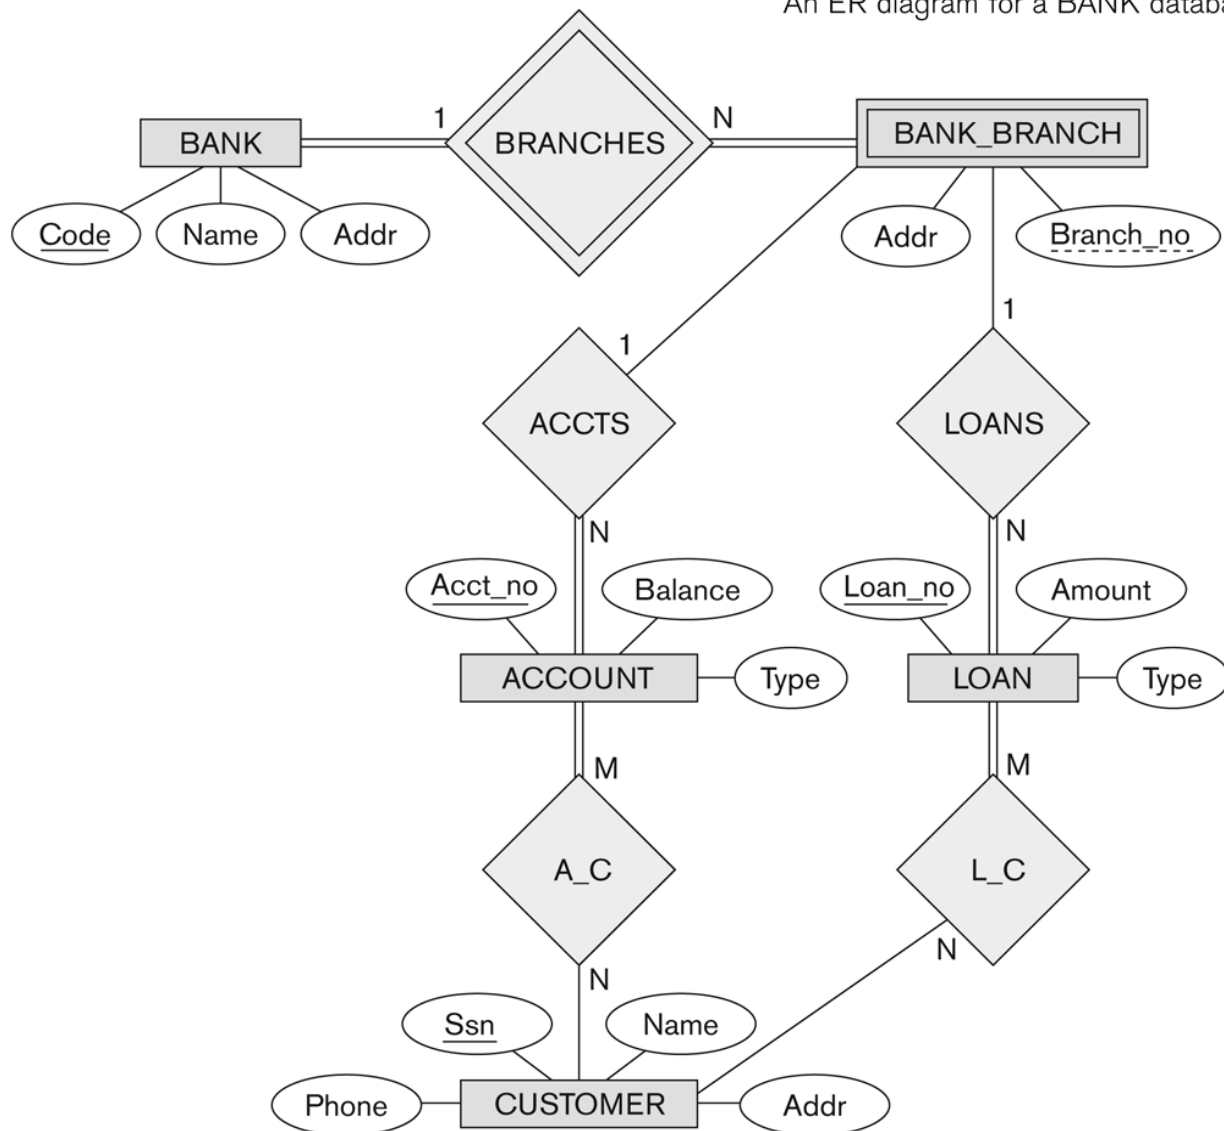 An ER diagram for a BANK
1
N
BANK
BRANCHES
BANK_BRANCH
Code
Name
Addr
Addr
Branch_no
1
1
ACCTS
LOANS
N
N
Acct_no
Balance
Loan_no
Amount
ACCOUNT
Type
LOAN
Type
M
M
A_C
L_C
N
N
Ssn
Name
Phone
CUSTOMER
Addr